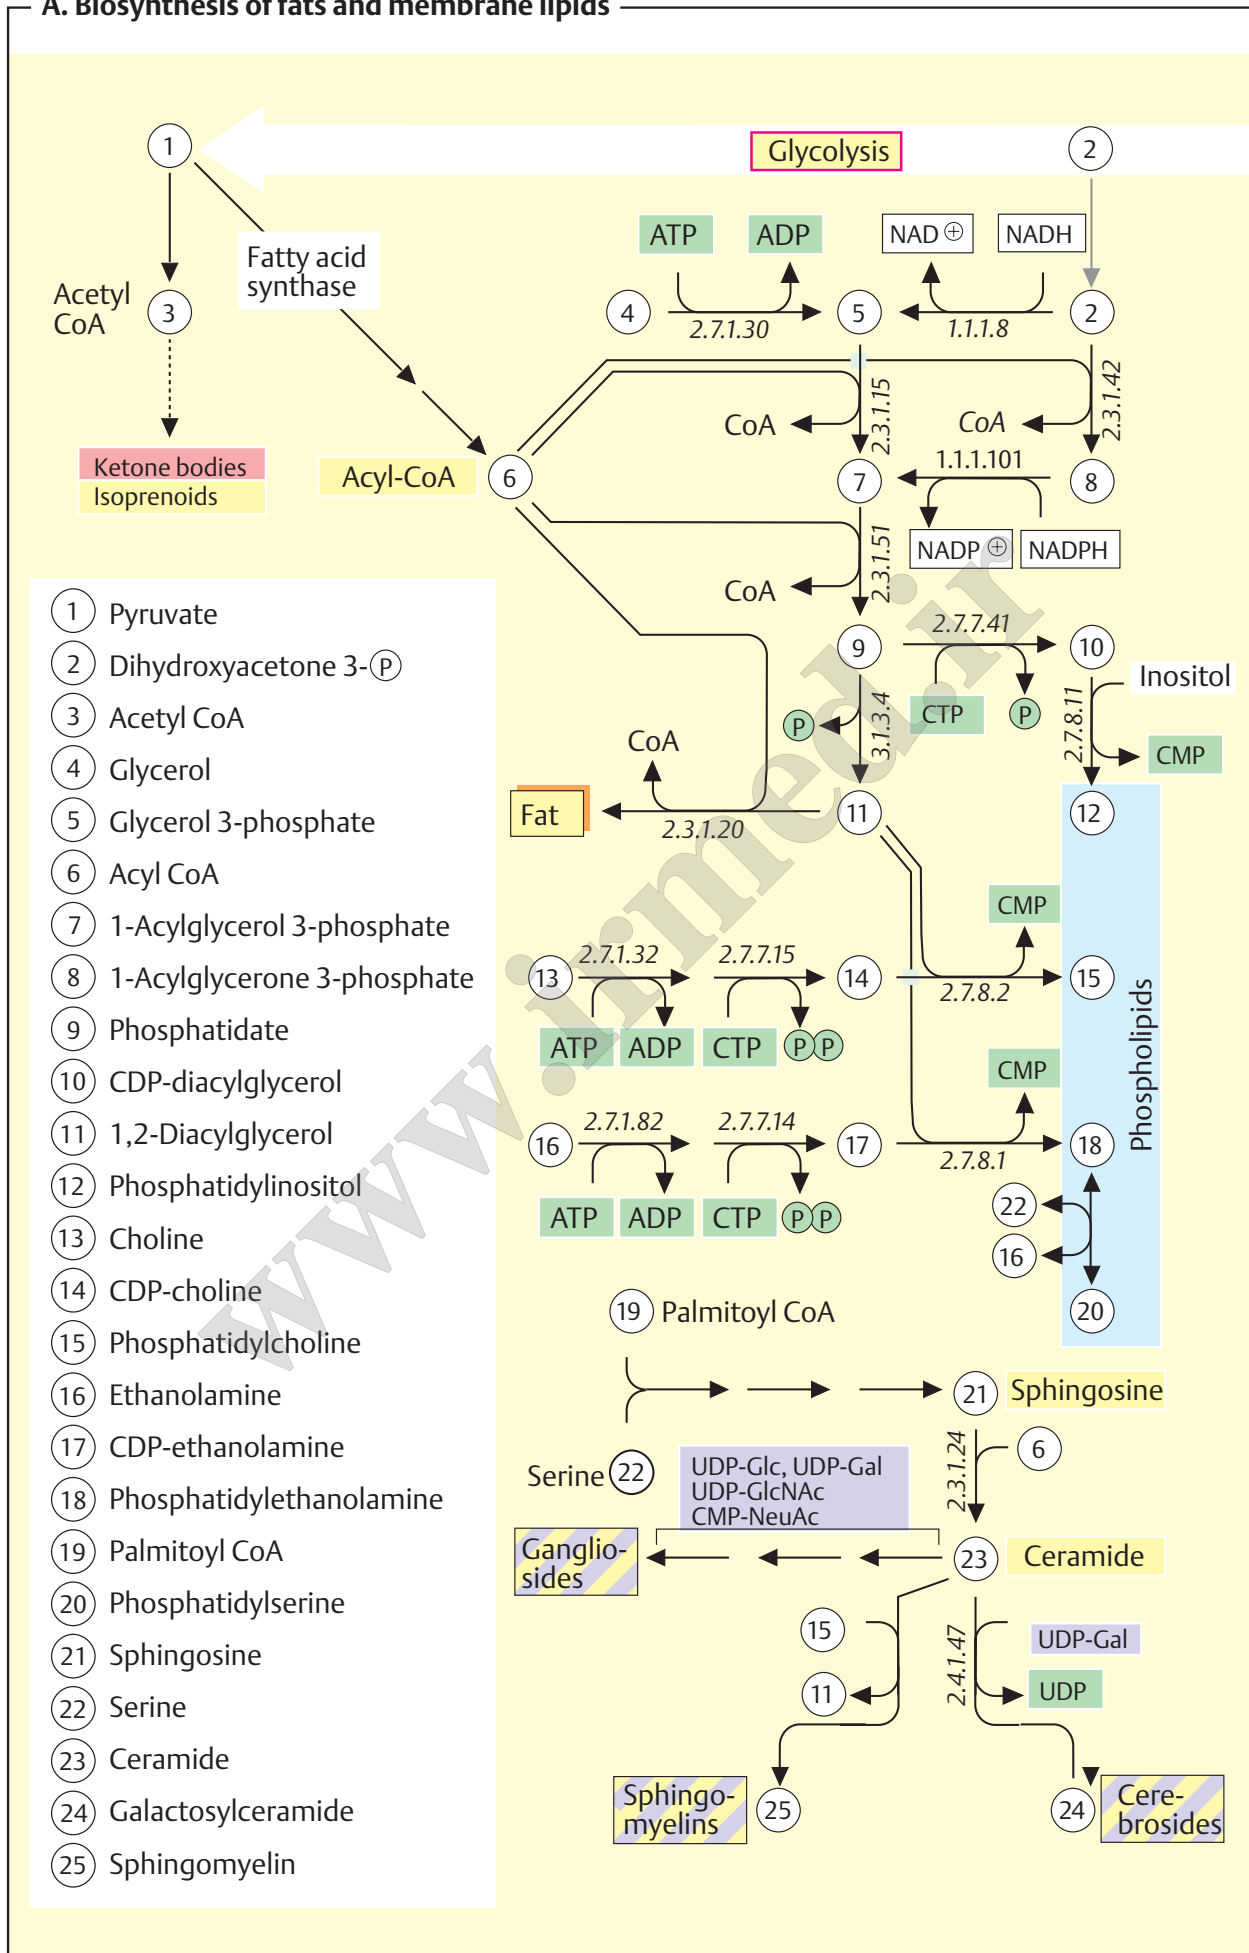 A. Biosynthesis of fats and membrane lipids
1
Glycolysis
2
ATP
ADP
NAD ⊕
NADH
Fatty acid
synthase
Acetyl
CoA
3
4
2.7.1.30
5
1.1.1.8
2
2.3.1.15
2.3.1.42
CoA
CoA
Ketone bodies
Isoprenoids
Acyl-CoA
6
7
1.1.1.101
8
NADP ⊕
NADPH
2.3.1.51
CoA
9
2.7.7.41
10
Inositol
CTP
P
2.7.8.11
CMP
P
3.1.3.4
CoA
Fat
2.3.1.20
11
12
CMP
13
2.7.1.32
2.7.7.15
14
2.7.8.2
15
ATP
ADP
CTP
P P
Phospholipids
CMP
16
2.7.1.82
2.7.7.14
17
2.7.8.1
18
ATP
ADP
CTP
P P
22
16
20
19 Palmitoyl CoA
21 Sphingosine
Serine 22
UDP-Glc, UDP-Gal
UDP-GlcNAc
CMP-NeuAc
2.3.1.24
6
Ganglio-
sides
23 Ceramide
15
11
2.4.1.47
UDP-Gal
UDP
Sphingo-
myelins
25
24
Cere-
brosides
1 Pyruvate
2 Dihydroxyacetone 3-P
3 Acetyl CoA
4 Glycerol
5 Glycerol 3-phosphate
6 Acyl CoA
7 1-Acylglycerol 3-phosphate
8 1-Acylglycerone 3-phosphate
9 Phosphatidate
10 CDP-diacylglycerol
11 1,2-Diacylglycerol
12 Phosphatidylinositol
13 Choline
14 CDP-choline
15 Phosphatidylcholine
16 Ethanolamine
17 CDP-ethanolamine
18 Phosphatidylethanolamine
19 Palmitoyl CoA
20 Phosphatidylserine
21 Sphingosine
22 Serine
23 Ceramide
24 Galactosylceramide
25 Sphingomyelin
www.irmed.ir